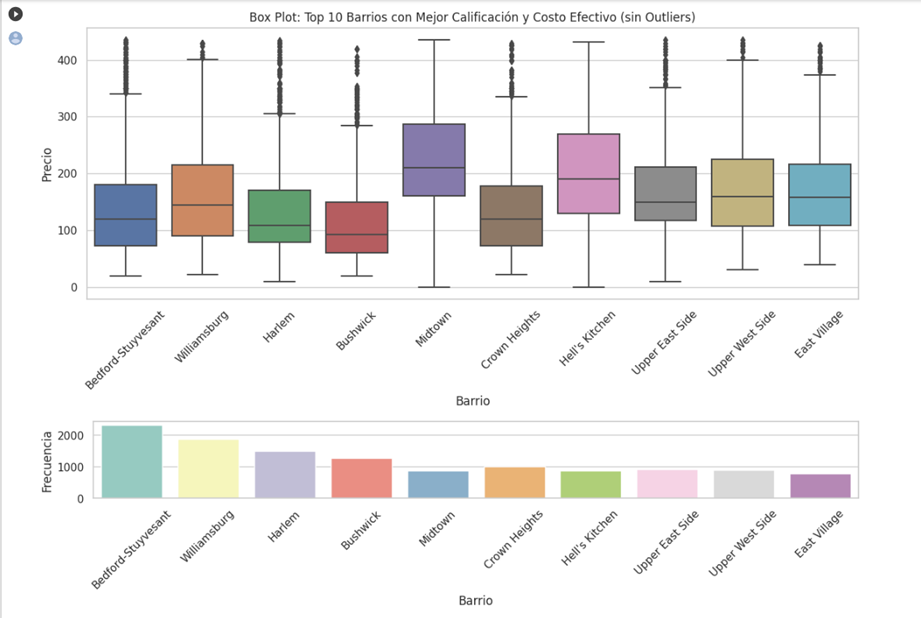 Box Plot: Top 10 Barrios con Mejor Calificación y Costo Efectivo (sin Outliers)
Precio
400
300
200
100
0
Bedford-Stuyvesant
Williamsburg
Harlem
Bushwick
Midtown
Crown Heights
Hell's Kitchen
Upper East Side
Upper West Side
East Village
Barrio
Frecuencia
2000
1000
0
Bedford-Stuyvesant
Williamsburg
Harlem
Bushwick
Midtown
Crown Heights
Hell's Kitchen
Upper East Side
Upper West Side
East Village
Barrio